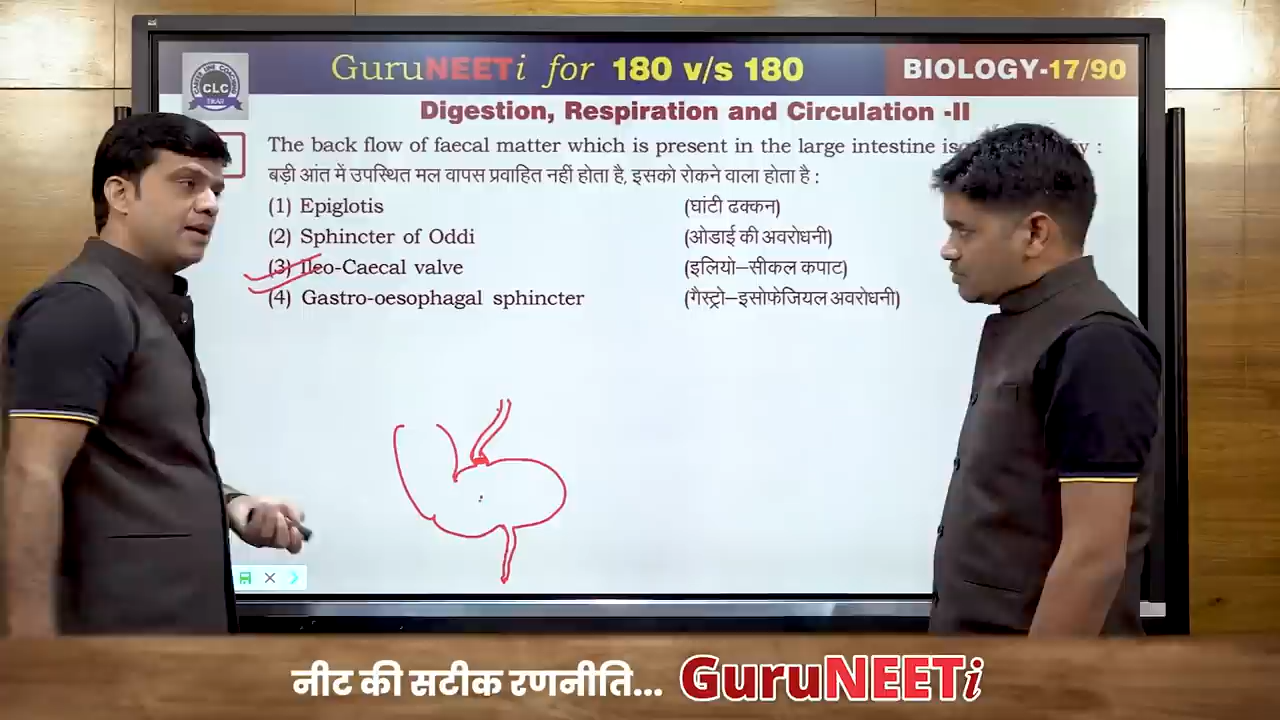 GuruNEETi for 180 v/s 180
BIOLOGY-17/90
CLC
Digestion, Respiration and Circulation -II
The back flow of faecal matter which is present in the large intestine is :
बड़ी आंत में उपस्थित मल वापस प्रवाहित नहीं होता है, इसको रोकने वाला होता है :
(1) Epiglotis (घांटी ढक्कन)
(2) Sphincter of Oddi (ओडाई की अवरोधनी)
(3) Ileo-Caecal valve (इलियो–सीकल कपाट)
(4) Gastro-oesophagal sphincter (गैस्ट्रो–इसोफेजियल अवरोधनी)
नीट की सटीक रणनीति... GuruNEETi